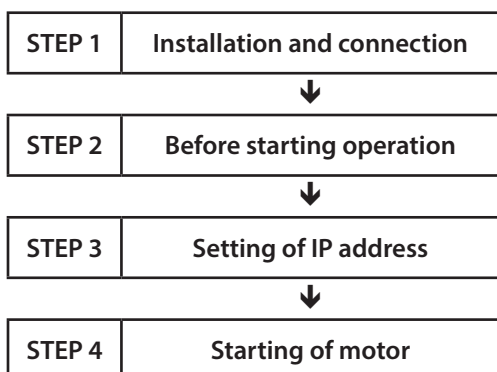 STEP 1 Installation and connection
STEP 2 Before starting operation
STEP 3 Setting of IP address
STEP 4 Starting of motor